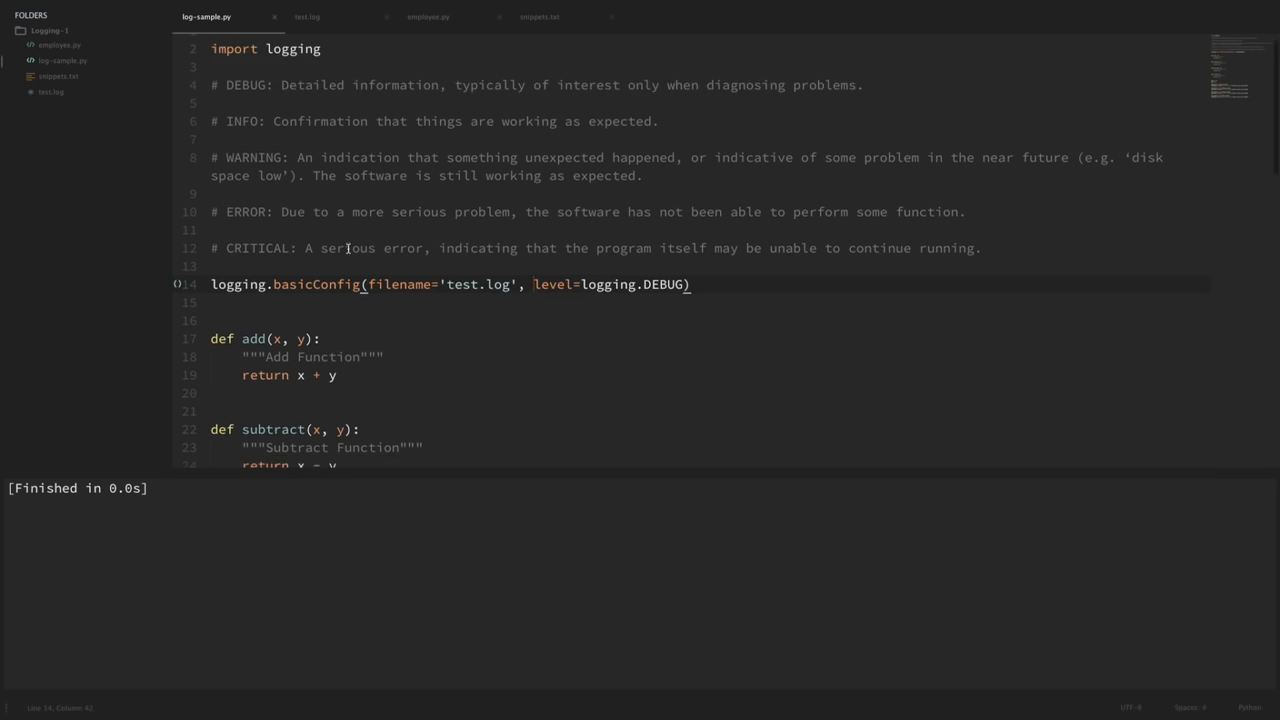 FOLDERS
Logging-1
employee.py
log-sample.py
snippets.txt
test.log
log-sample.py × test.log × employee.py × snippets.txt ×
2 import logging
3
4 # DEBUG: Detailed information, typically of interest only when diagnosing problems.
5
6 # INFO: Confirmation that things are working as expected.
7
8 # WARNING: An indication that something unexpected happened, or indicative of some problem in the near future (e.g. ‘disk
space low’). The software is still working as expected.
9
10 # ERROR: Due to a more serious problem, the software has not been able to perform some function.
11
12 # CRITICAL: A serious error, indicating that the program itself may be unable to continue running.
13
14 logging.basicConfig(filename='test.log', level=logging.DEBUG)
15
16
17 def add(x, y):
18 """Add Function"""
19 return x + y
20
21
22 def subtract(x, y):
23 """Subtract Function"""
24 return x - y
[Finished in 0.0s]
Line 14, Column 42 UTF-8 Spaces: 4 Python